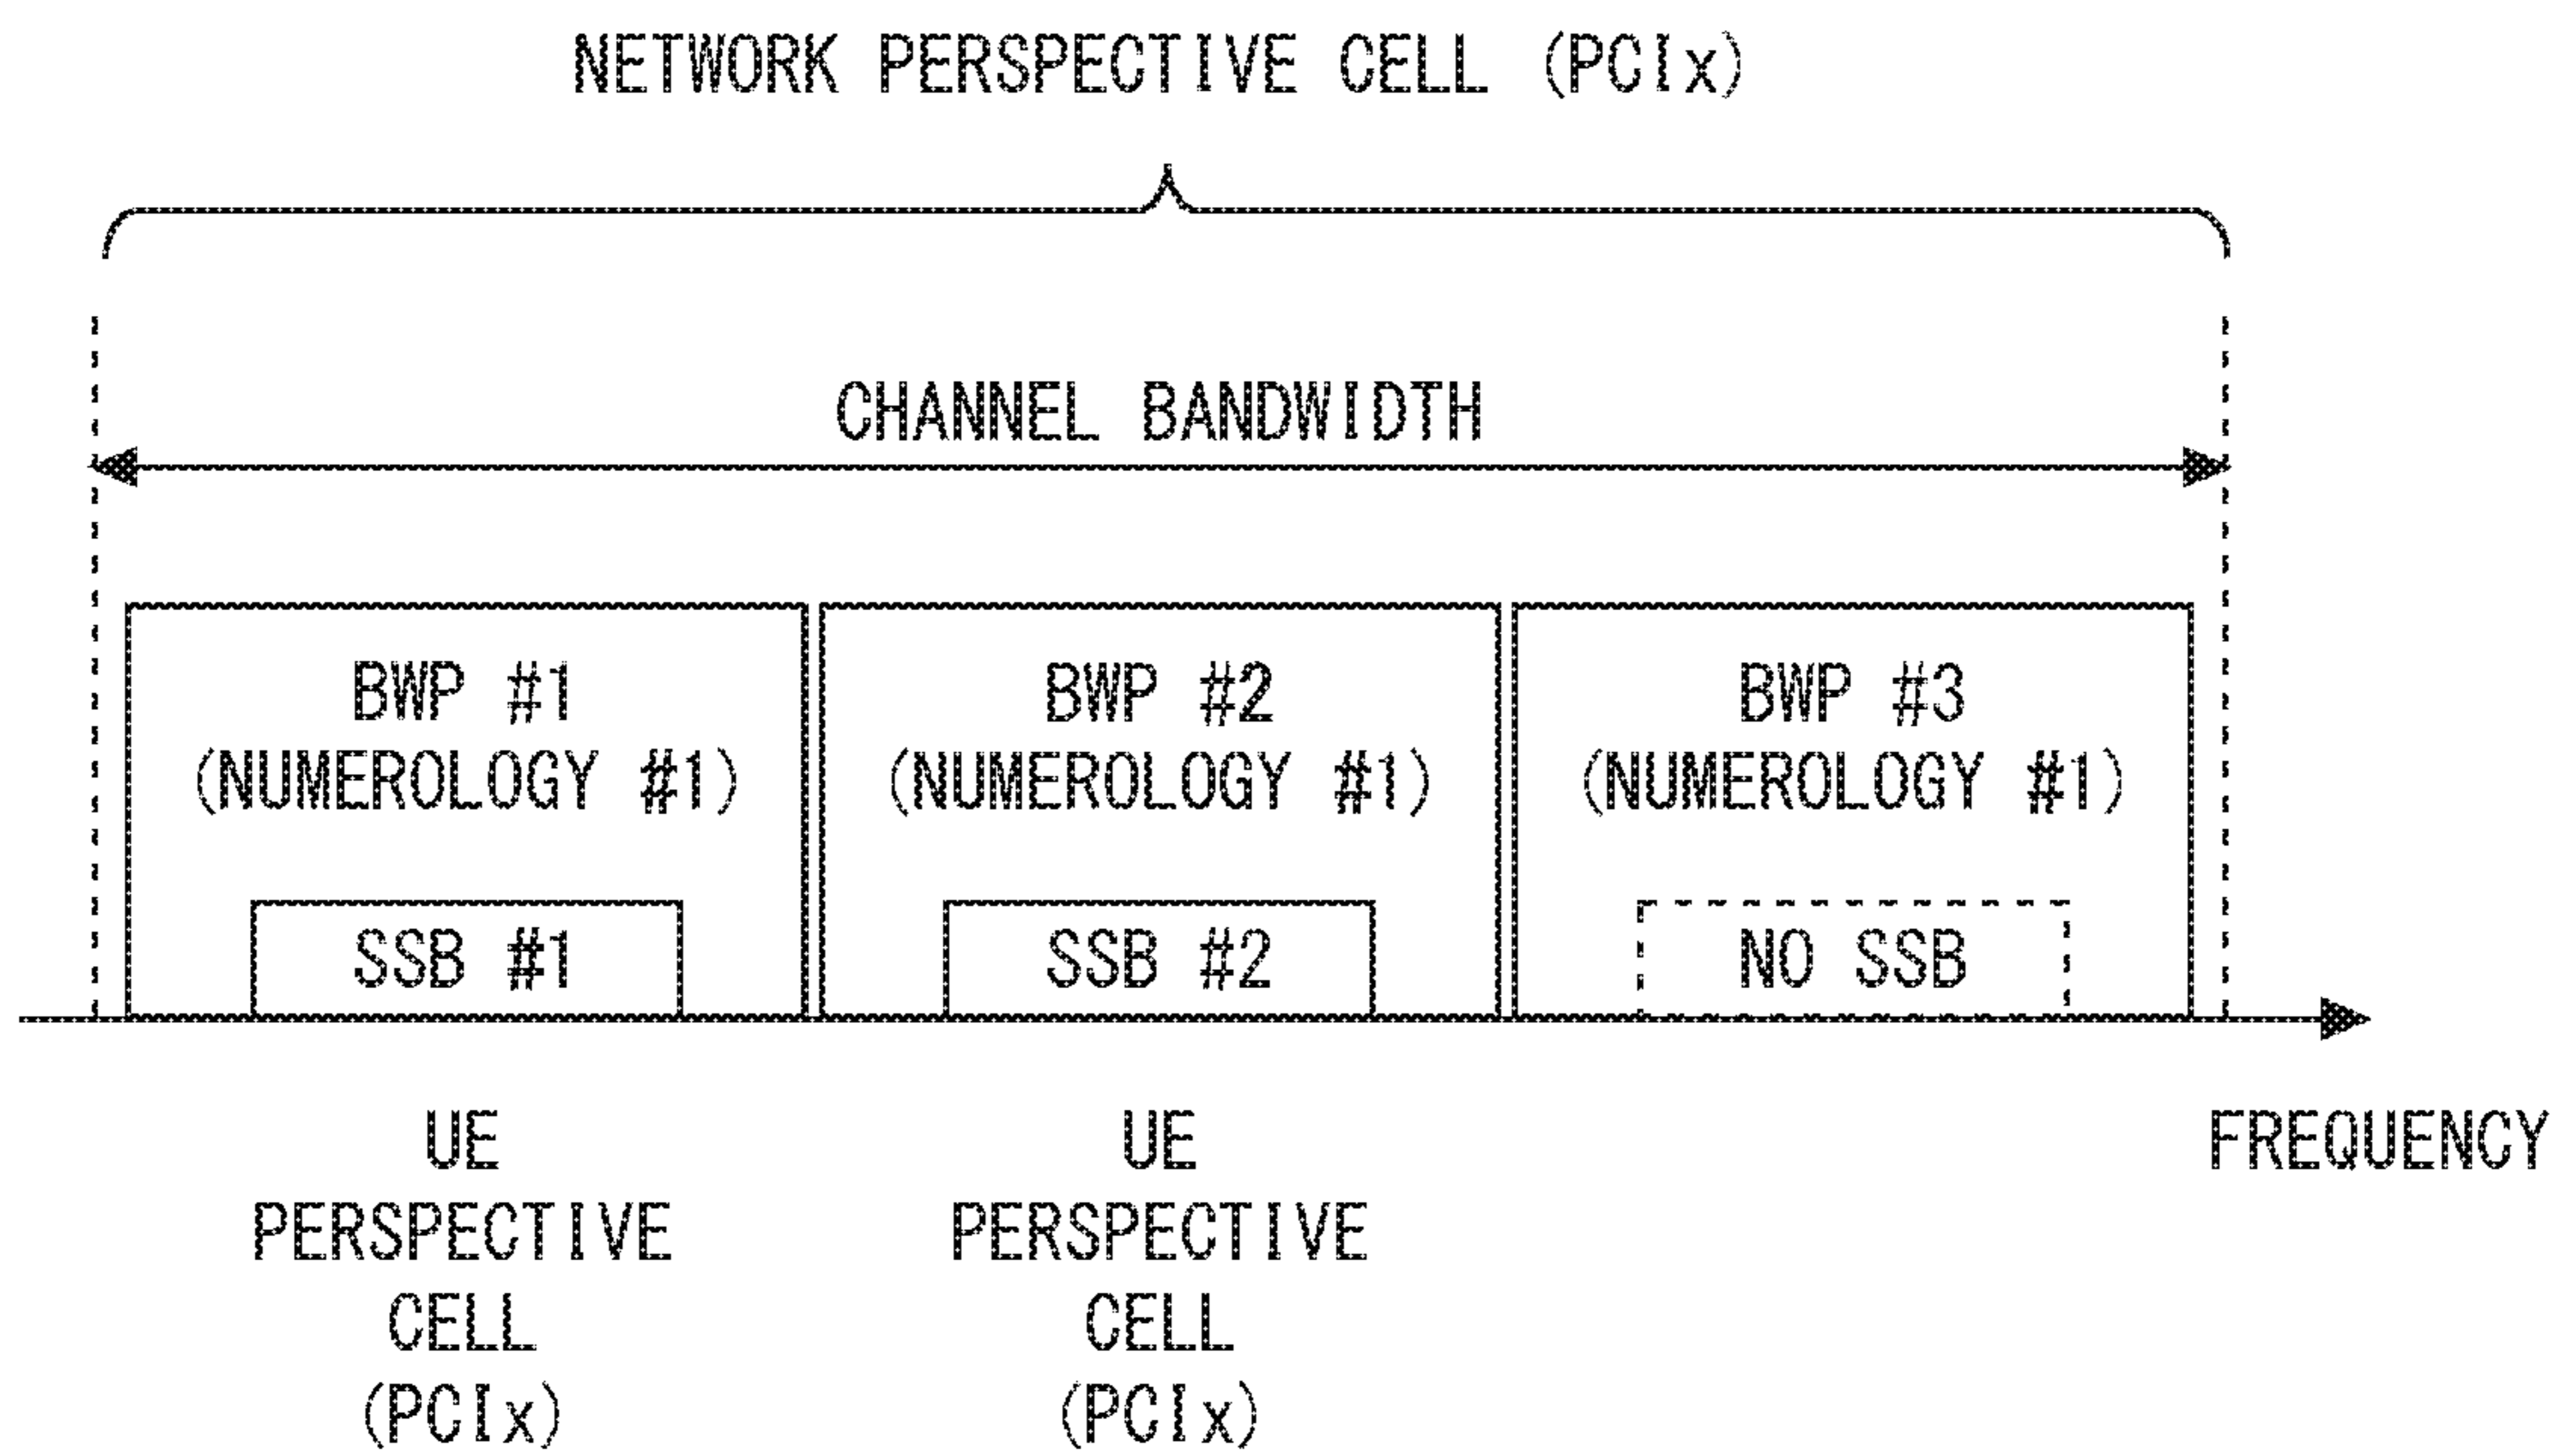 NETWORK PERSPECTIVE CELL (PCIx)
CHANNEL BANDWIDTH
BWP #1
(NUMEROLOGY #1)
SSB #1
BWP #2
(NUMEROLOGY #1)
SSB #2
BWP #3
(NUMEROLOGY #1)
NO SSB
UE
PERSPECTIVE
CELL
(PCIx)
UE
PERSPECTIVE
CELL
(PCIx)
FREQUENCY